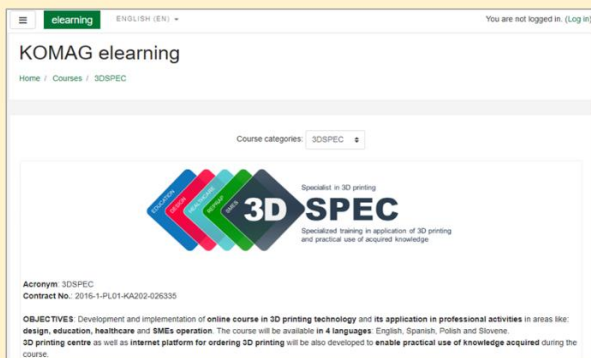 elearning ENGLISH (EN) You are not logged in. (Log in)
KOMAG elearning
Home / Courses / 3DSPEC
Course categories: 3DSPEC
EDUCATION
DESIGN
HEALTHCARE
REPRAP
SMES
3D SPEC
Specialist in 3D printing
Specialized training in application of 3D printing
and practical use of acquired knowledge
Acronym: 3DSPEC
Contract No.: 2016-1-PL01-KA202-026335
OBJECTIVES: Development and implementation of online course in 3D printing technology and its application in professional activities in areas like:
design, education, healthcare and SMEs operation. The course will be available in 4 languages: English, Spanish, Polish and Slovene.
3D printing centre as well as internet platform for ordering 3D printing will be also developed to enable practical use of knowledge acquired during the
course.